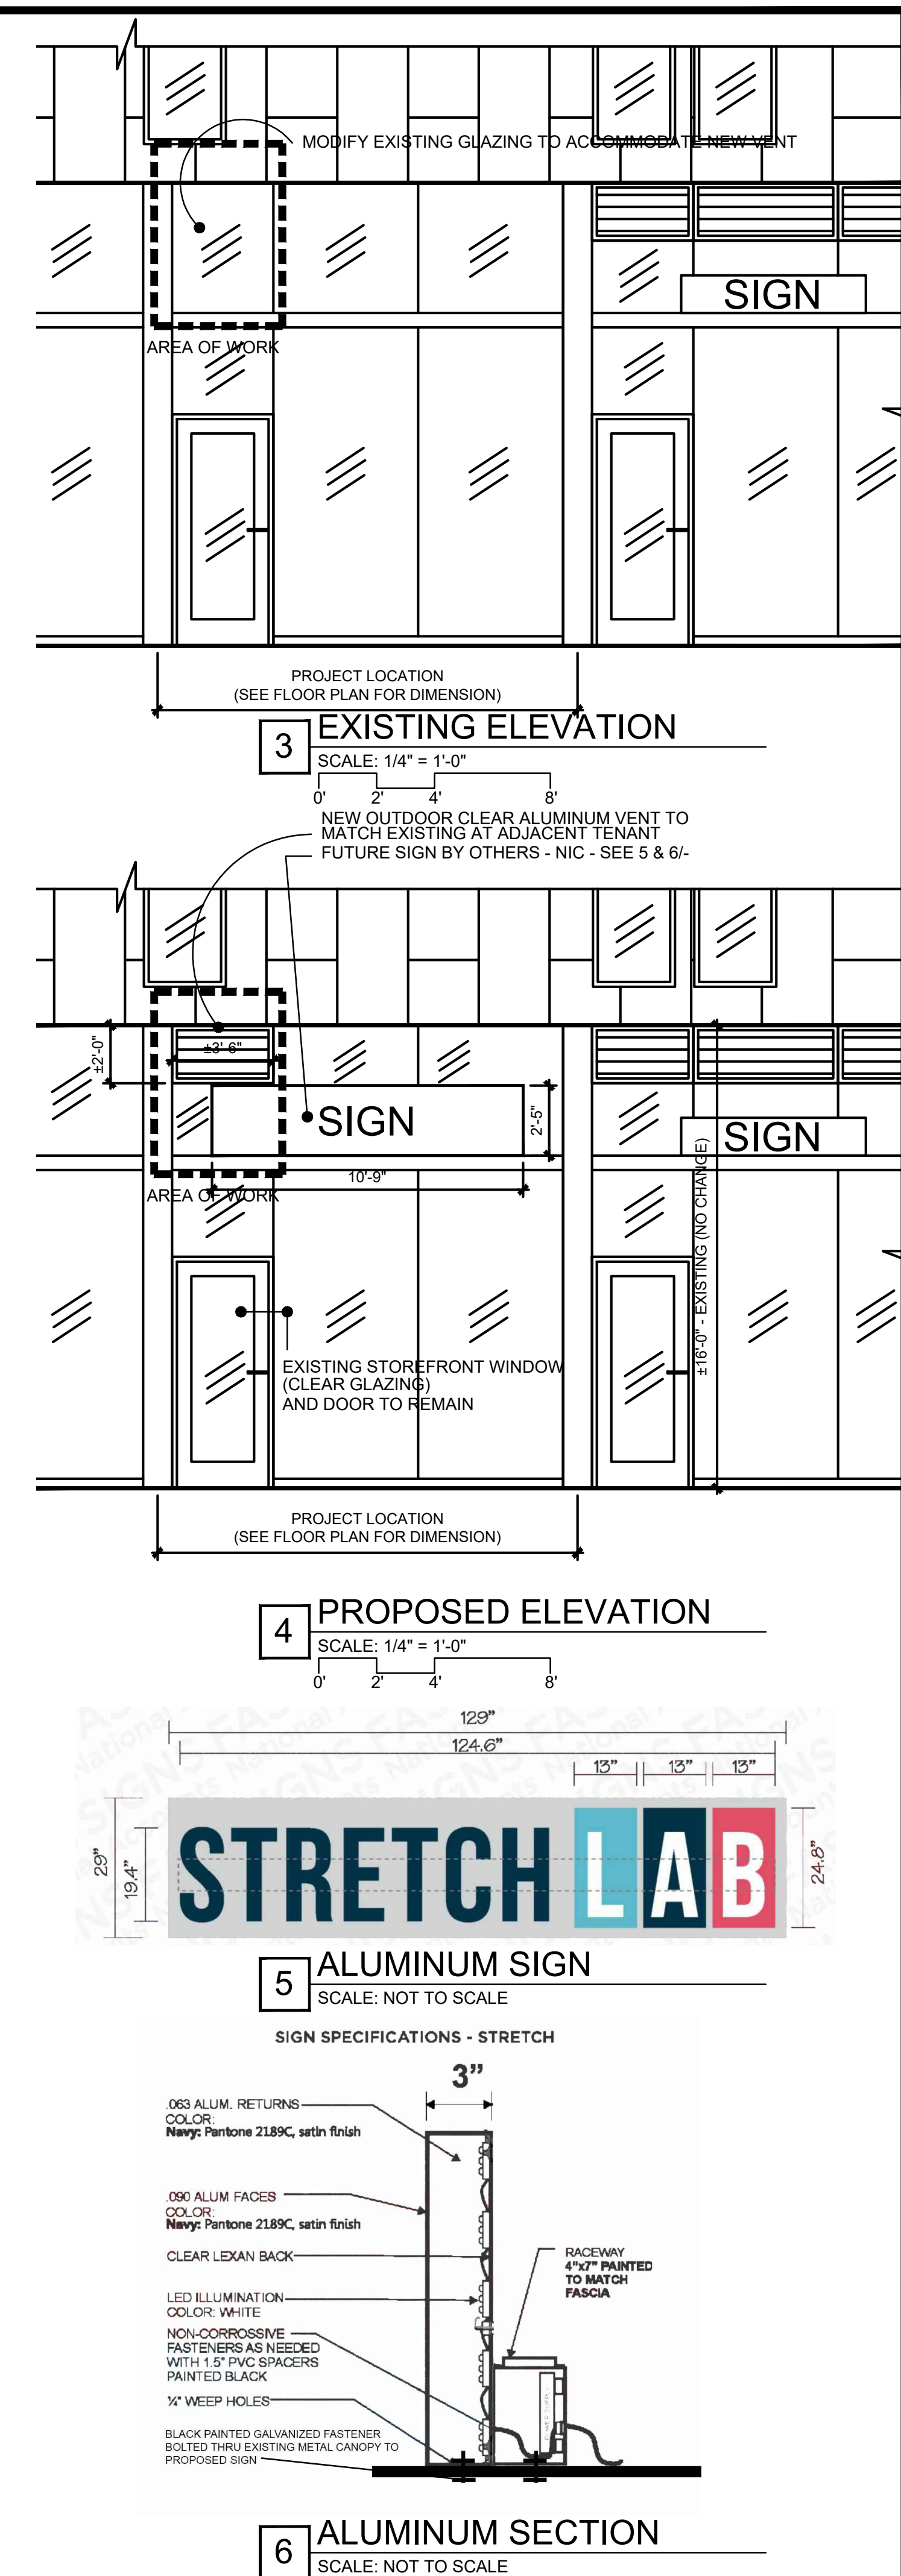 MODIFY EXISTING GLAZING TO ACCOMMODATE NEW VENT
SIGN
AREA OF WORK
PROJECT LOCATION
(SEE FLOOR PLAN FOR DIMENSION)
3
EXISTING ELEVATION
SCALE: 1/4" = 1'-0"
0' 2' 4' 8'
NEW OUTDOOR CLEAR ALUMINUM VENT TO
MATCH EXISTING AT ADJACENT TENANT
FUTURE SIGN BY OTHERS - NIC - SEE 5 & 6/-
±2'-0"
±3'-6"
SIGN
2'-5"
SIGN
10'-9"
AREA OF WORK
±16'-0" - EXISTING (NO CHANGE)
EXISTING STOREFRONT WINDOW
(CLEAR GLAZING)
AND DOOR TO REMAIN
PROJECT LOCATION
(SEE FLOOR PLAN FOR DIMENSION)
4
PROPOSED ELEVATION
SCALE: 1/4" = 1'-0"
0' 2' 4' 8'
129”
124.6”
13” 13” 13”
29”
19.4”
STRETCH LAB
24.8”
5
ALUMINUM SIGN
SCALE: NOT TO SCALE
SIGN SPECIFICATIONS - STRETCH
3”
.063 ALUM. RETURNS
COLOR:
Navy: Pantone 2189C, satin finish
.090 ALUM FACES
COLOR:
Navy: Pantone 2189C, satin finish
CLEAR LEXAN BACK
RACEWAY
4"x7" PAINTED
TO MATCH
FASCIA
LED ILLUMINATION
COLOR: WHITE
NON-CORROSSIVE
FASTENERS AS NEEDED
WITH 1.5" PVC SPACERS
PAINTED BLACK
¼" WEEP HOLES
BLACK PAINTED GALVANIZED FASTENER
BOLTED THRU EXISTING METAL CANOPY TO
PROPOSED SIGN
6
ALUMINUM SECTION
SCALE: NOT TO SCALE